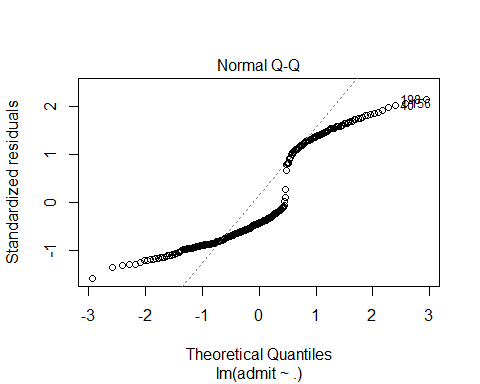 Normal Q-Q
Standardized residuals
2
1
0
-1
-3
-2
-1
0
1
2
3
Theoretical Quantiles
lm(admit ~ .)